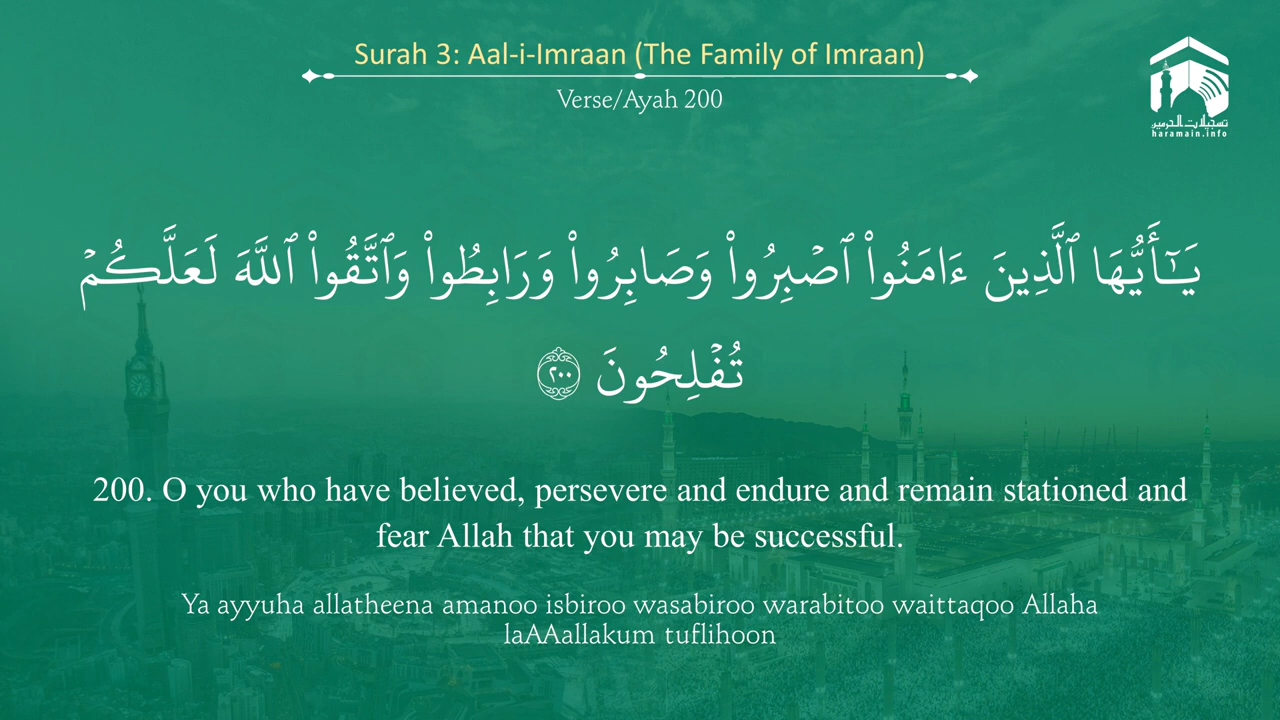 Surah 3: Aal-i-Imraan (The Family of Imraan)
Verse/Ayah 200
تسجيلات الحرمين
haramain.info
يَـٰٓأَيُّهَا ٱلَّذِينَ ءَامَنُوا۟ ٱصْبِرُوا۟ وَصَابِرُوا۟ وَرَابِطُوا۟ وَٱتَّقُوا۟ ٱللَّهَ لَعَلَّكُمْ
تُفْلِحُونَ ٢٠٠
200. O you who have believed, persevere and endure and remain stationed and
fear Allah that you may be successful.
Ya ayyuha allatheena amanoo isbiroo wasabiroo warabitoo waittaqoo Allaha
laAAallakum tuflihoon